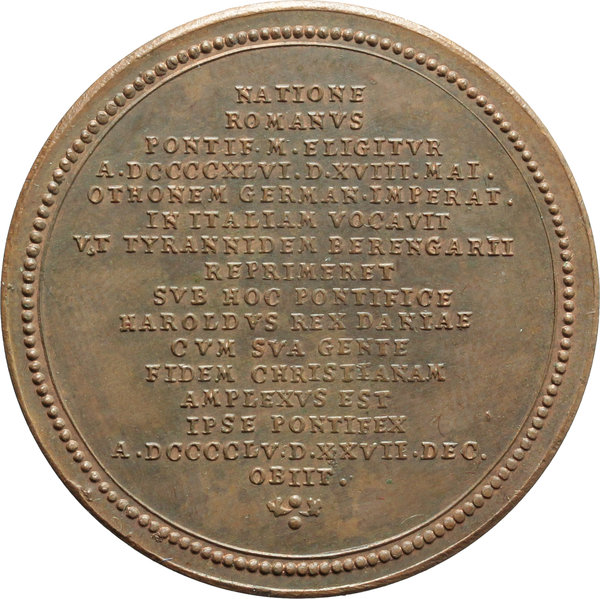 NATIONE
ROMANVS
PONTIF. M. ELIGITVR
A. DCCCCXLVI. D. XVIII. MAI.
OTHONEM GERMAN. IMPERAT.
IN ITALIAM VOCAVIT
VT TYRANNIDEM BERENGARII
REPRIMERET
SVB HOC PONTIFICE
HAROLDVS REX DANIAE
CVM SVA GENTE
FIDEM CHRISTIANAM
AMPLEXVS EST
IPSE PONTIFEX
A. DCCCCLV. D. XXVII. DEC.
OBIIT.